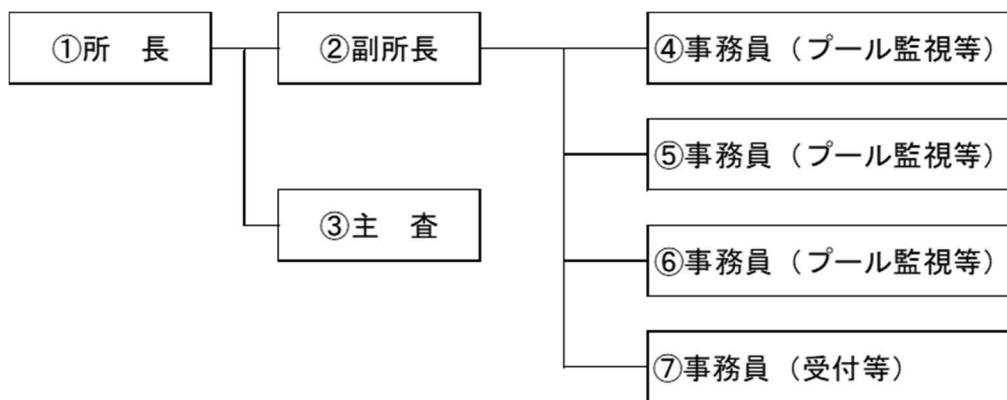 ①所　長
②副所長
③主　査
④事務員（プール監視等）
⑤事務員（プール監視等）
⑥事務員（プール監視等）
⑦事務員（受付等）